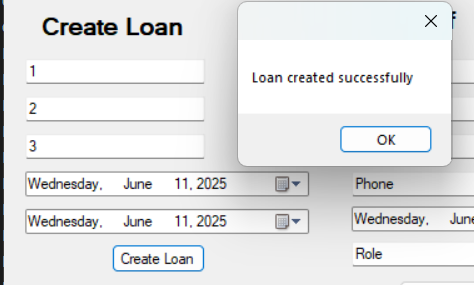 Create Loan
f
Loan created successfully
OK
1
2
3
Wednesday, June 11, 2025
Wednesday, June 11, 2025
Create Loan
Phone
Wednesday, June
Role